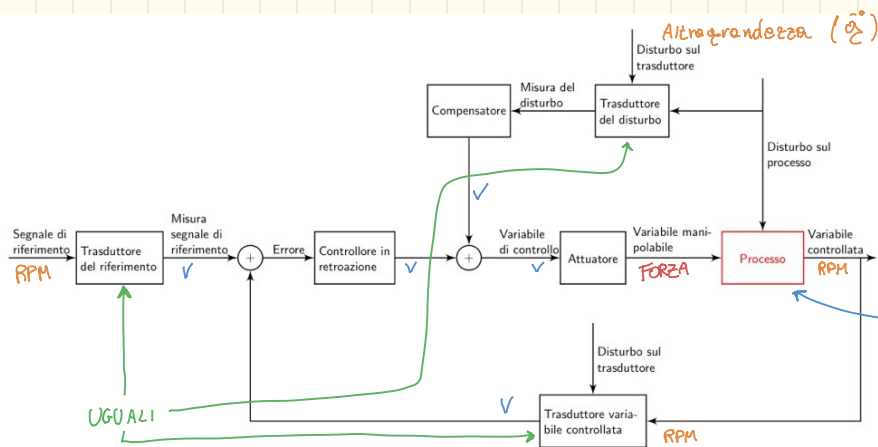 Altra grandezza (q°)
Disturbo sul
trasduttore
Misura del
disturbo
Compensatore
Trasduttore
del disturbo
Disturbo sul
processo
V
Segnale di
riferimento
RPM
Trasduttore
del riferimento
Misura
segnale di
riferimento
V
+
Errore
Controllore in
retroazione
V
+
Variabile
di controllo
V
Attuatore
Variabile mani-
polabile
FORZA
Processo
Variabile
controllata
RPM
Disturbo sul
trasduttore
UGUALI
V
Trasduttore varia-
bile controllata
RPM